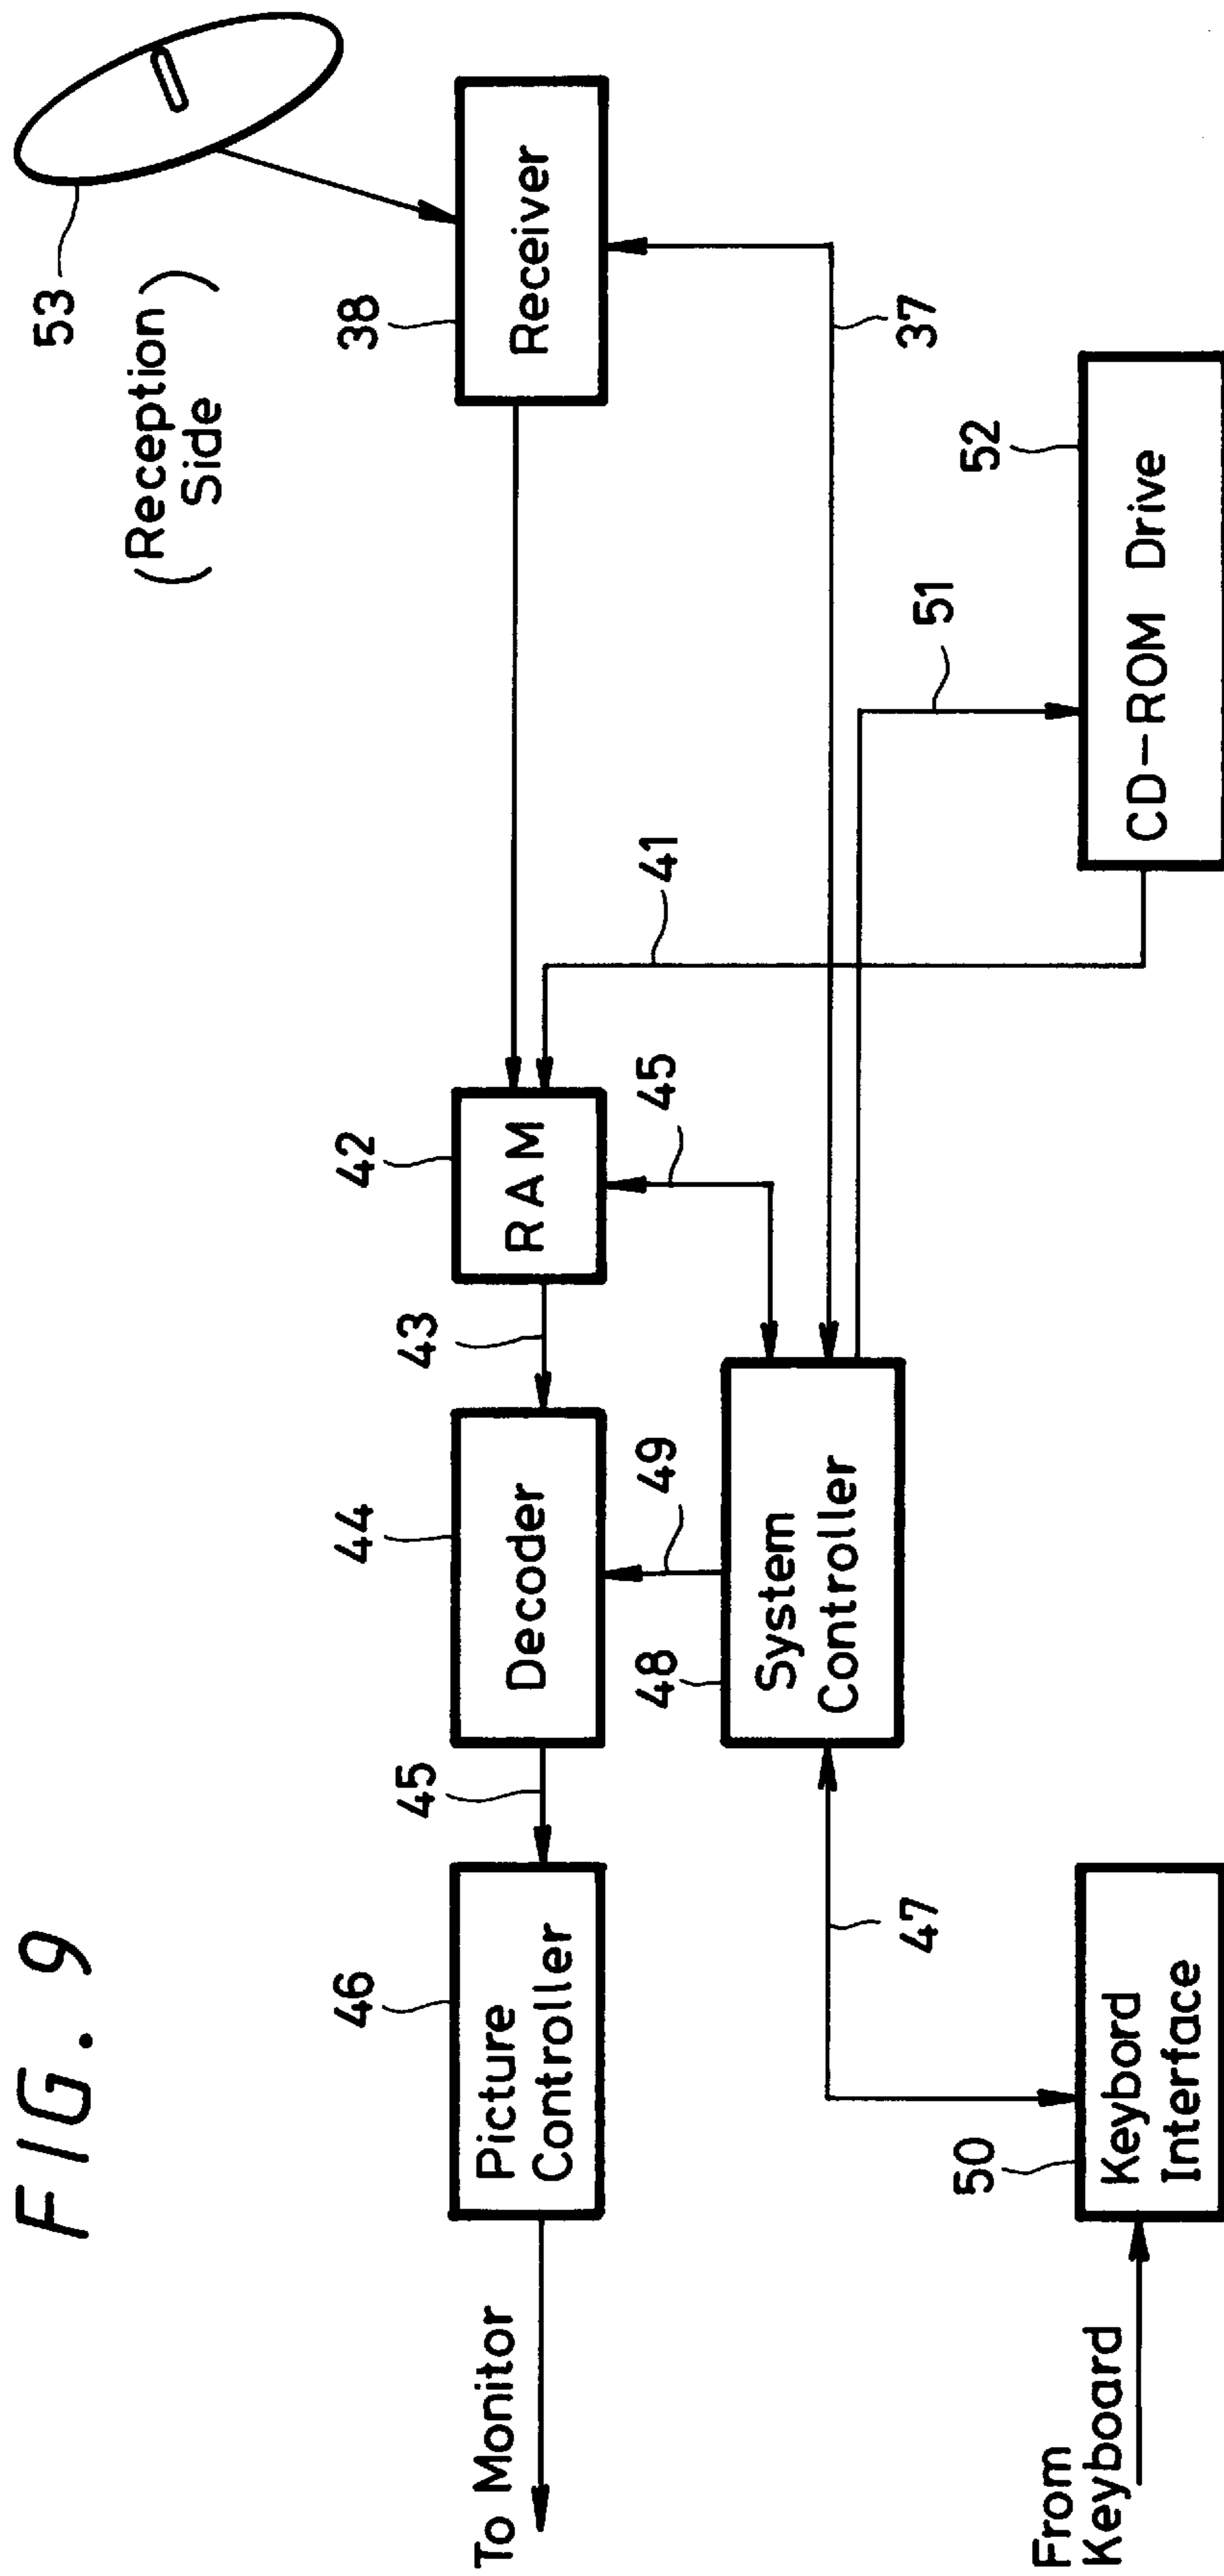 FIG. 9
(Reception
Side)
53
38
Receiver
37
42
RAM
41
45
43
44
Decoder
49
45
46
Picture
Controller
To Monitor
48
System
Controller
51
52
CD-ROM Drive
47
50
Keybord
Interface
From
Keyboard